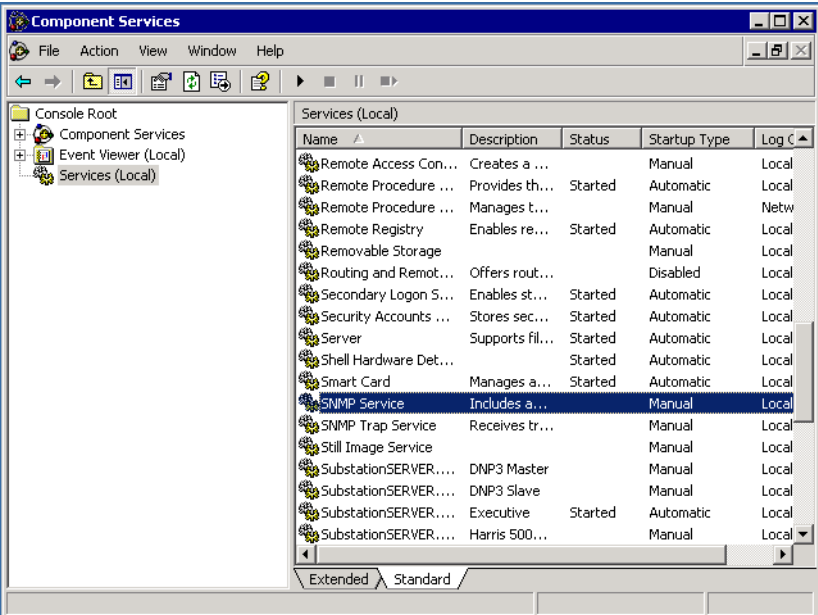 Component Services
File Action View Window Help
Console Root
Component Services
Event Viewer (Local)
Services (Local)
Services (Local)
Name Description Status Startup Type Log O
Remote Access Con... Creates a ... Manual Local
Remote Procedure ... Provides th... Started Automatic Local
Remote Procedure ... Manages t... Manual Netw
Remote Registry Enables re... Started Automatic Local
Removable Storage Manual Local
Routing and Remot... Offers rout... Disabled Local
Secondary Logon S... Enables st... Started Automatic Local
Security Accounts ... Stores sec... Started Automatic Local
Server Supports fil... Started Automatic Local
Shell Hardware Det... Started Automatic Local
Smart Card Manages a... Started Automatic Local
SNMP Service Includes a... Manual Local
SNMP Trap Service Receives tr... Manual Local
Still Image Service Manual Local
SubstationSERVER.... DNP3 Master Manual Local
SubstationSERVER.... DNP3 Slave Manual Local
SubstationSERVER.... Executive Started Automatic Local
SubstationSERVER.... Harris 500... Manual Local
Extended Standard